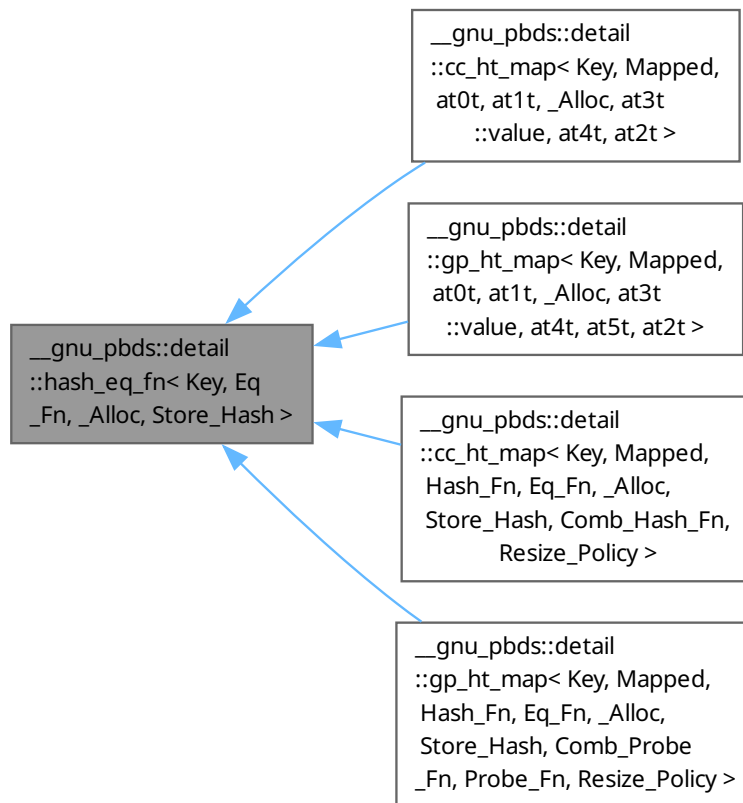 __gnu_pbds::detail
::cc_ht_map< Key, Mapped,
at0t, at1t, _Alloc, at3t
::value, at4t, at2t >
__gnu_pbds::detail
::gp_ht_map< Key, Mapped,
at0t, at1t, _Alloc, at3t
::value, at4t, at5t, at2t >
__gnu_pbds::detail
::hash_eq_fn< Key, Eq
_Fn, _Alloc, Store_Hash >
__gnu_pbds::detail
::cc_ht_map< Key, Mapped,
Hash_Fn, Eq_Fn, _Alloc,
Store_Hash, Comb_Hash_Fn,
Resize_Policy >
__gnu_pbds::detail
::gp_ht_map< Key, Mapped,
Hash_Fn, Eq_Fn, _Alloc,
Store_Hash, Comb_Probe
_Fn, Probe_Fn, Resize_Policy >